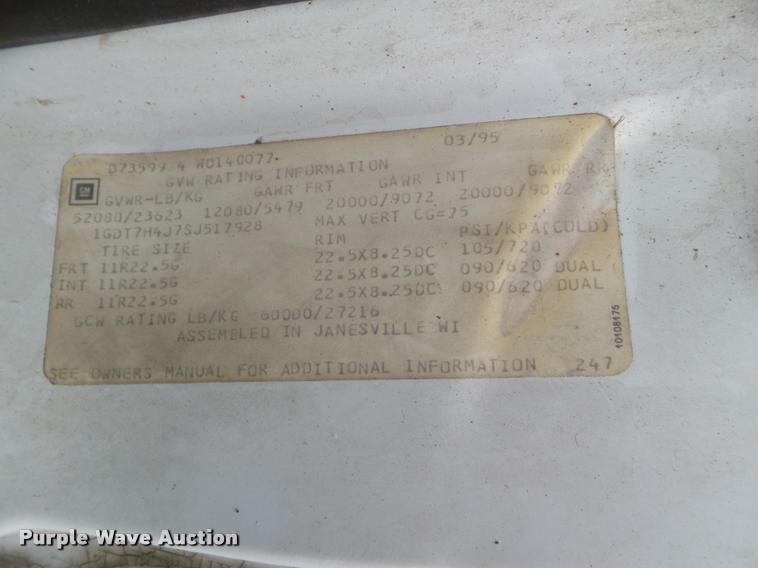 073599 4 W0140077 03/95
GM GVW RATING INFORMATION
GVWR-LB/KG GAWR FRT GAWR INT GAWR RR
52080/23623 12080/5479 20000/9072 20000/9072
1GDT7H4J7SJ517928 MAX VERT CG=75
TIRE SIZE RIM PSI/KPA(COLD)
FRT 11R22.5G 22.5X8.25DC 105/720
INT 11R22.5G 22.5X8.25DC 090/620 DUAL
RR 11R22.5G 22.5X8.25DC 090/620 DUAL
GCW RATING LB/KG 60000/27216
ASSEMBLED IN JANESVILLE WI
SEE OWNERS MANUAL FOR ADDITIONAL INFORMATION 247
10108175
Purple Wave Auction